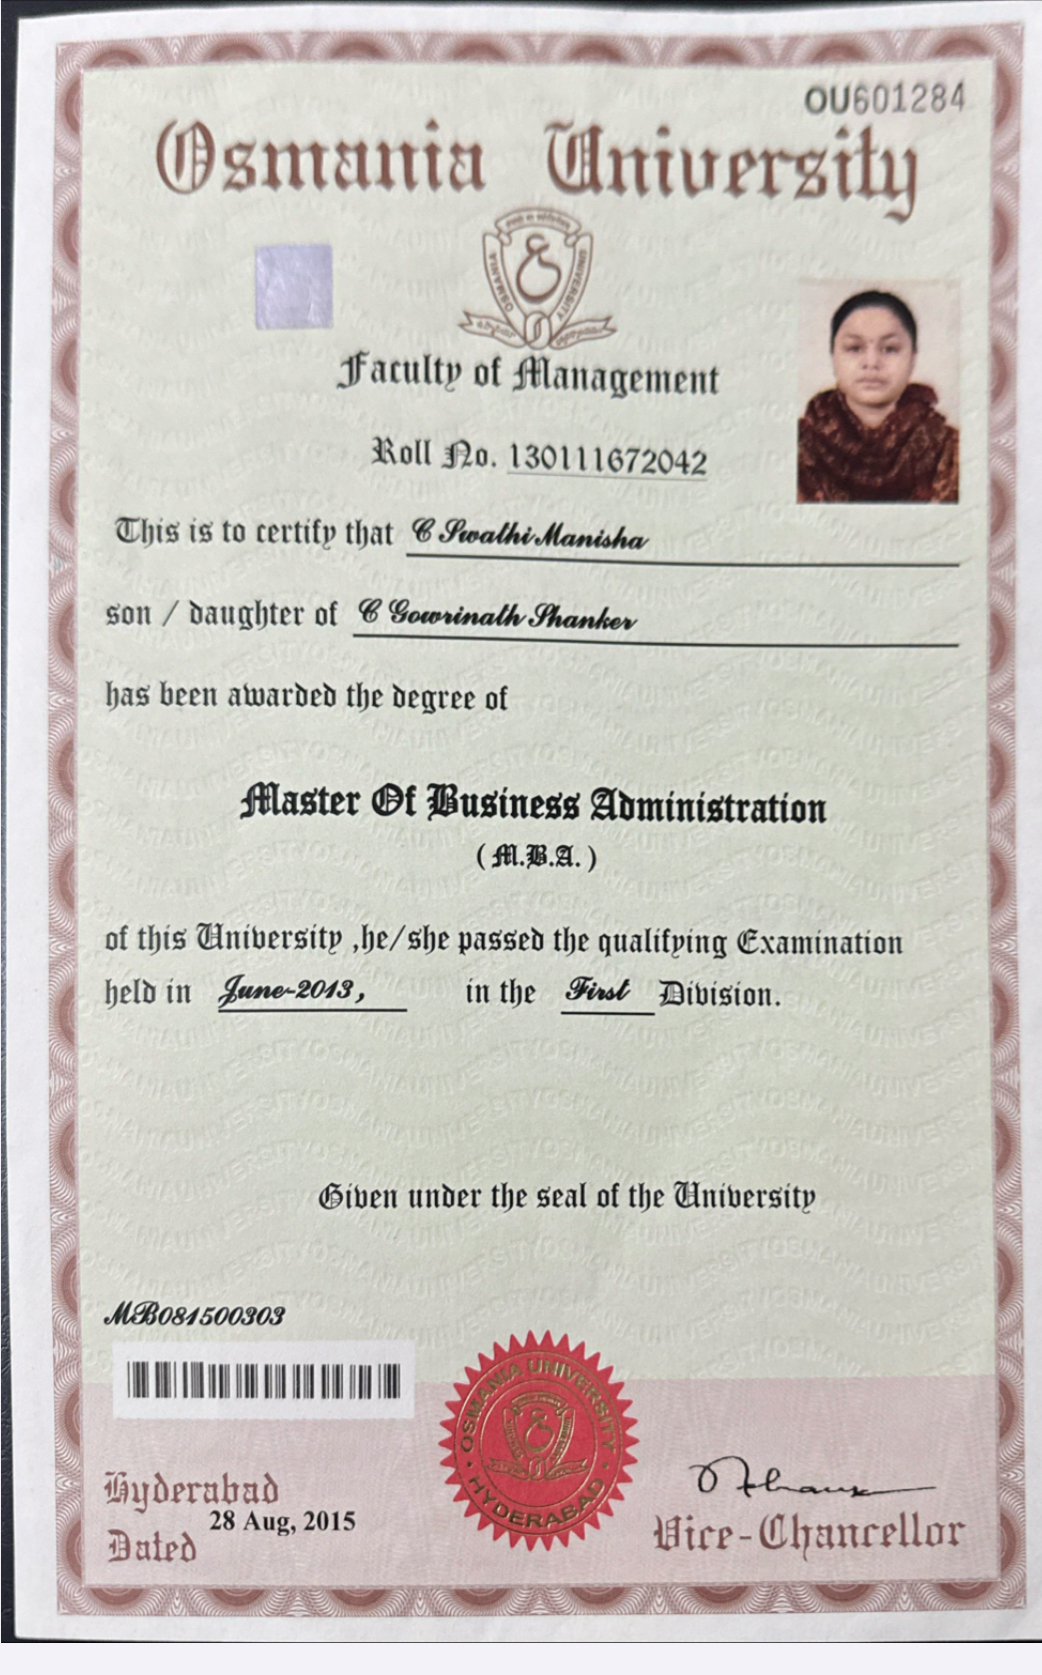 OU601284
Osmania University
OSMANIA UNIVERSITY
Faculty of Management
Roll No. 130111672042
This is to certify that C Swathi Manisha
son / daughter of C Gowrinath Shanker
has been awarded the degree of
Master Of Business Administration
( M.B.A. )
of this University ,he/she passed the qualifying Examination
held in June-2013, in the First Division.
Given under the seal of the University
MB081500303
OSMANIA UNIVERSITY
HYDERABAD
Hyderabad
Dated 28 Aug, 2015
Vice-Chancellor